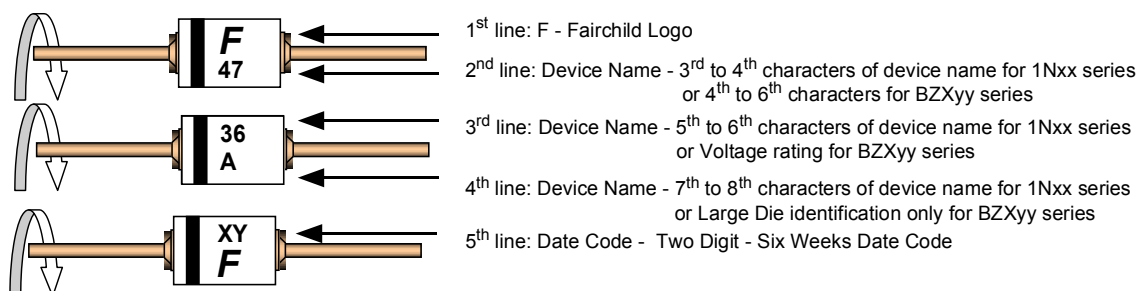 F
47
36
A
XY
F
1st line: F - Fairchild Logo
2nd line: Device Name - 3rd to 4th characters of device name for 1Nxx series
or 4th to 6th characters for BZXyy series
3rd line: Device Name - 5th to 6th characters of device name for 1Nxx series
or Voltage rating for BZXyy series
4th line: Device Name - 7th to 8th characters of device name for 1Nxx series
or Large Die identification only for BZXyy series
5th line: Date Code - Two Digit - Six Weeks Date Code